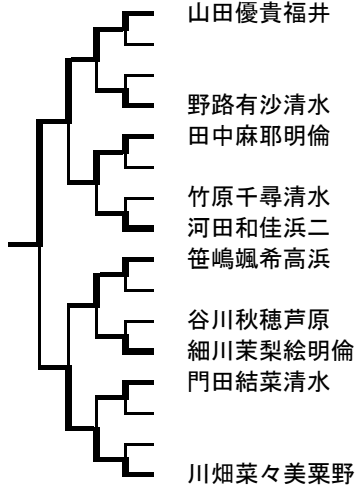 山田優貴福井
野路有沙清水
田中麻耶明倫
竹原千尋清水
河田和佳浜二
笹嶋颯希高浜
谷川秋穂芦原
細川茉梨絵明倫
門田結菜清水
川畑菜々美粟野